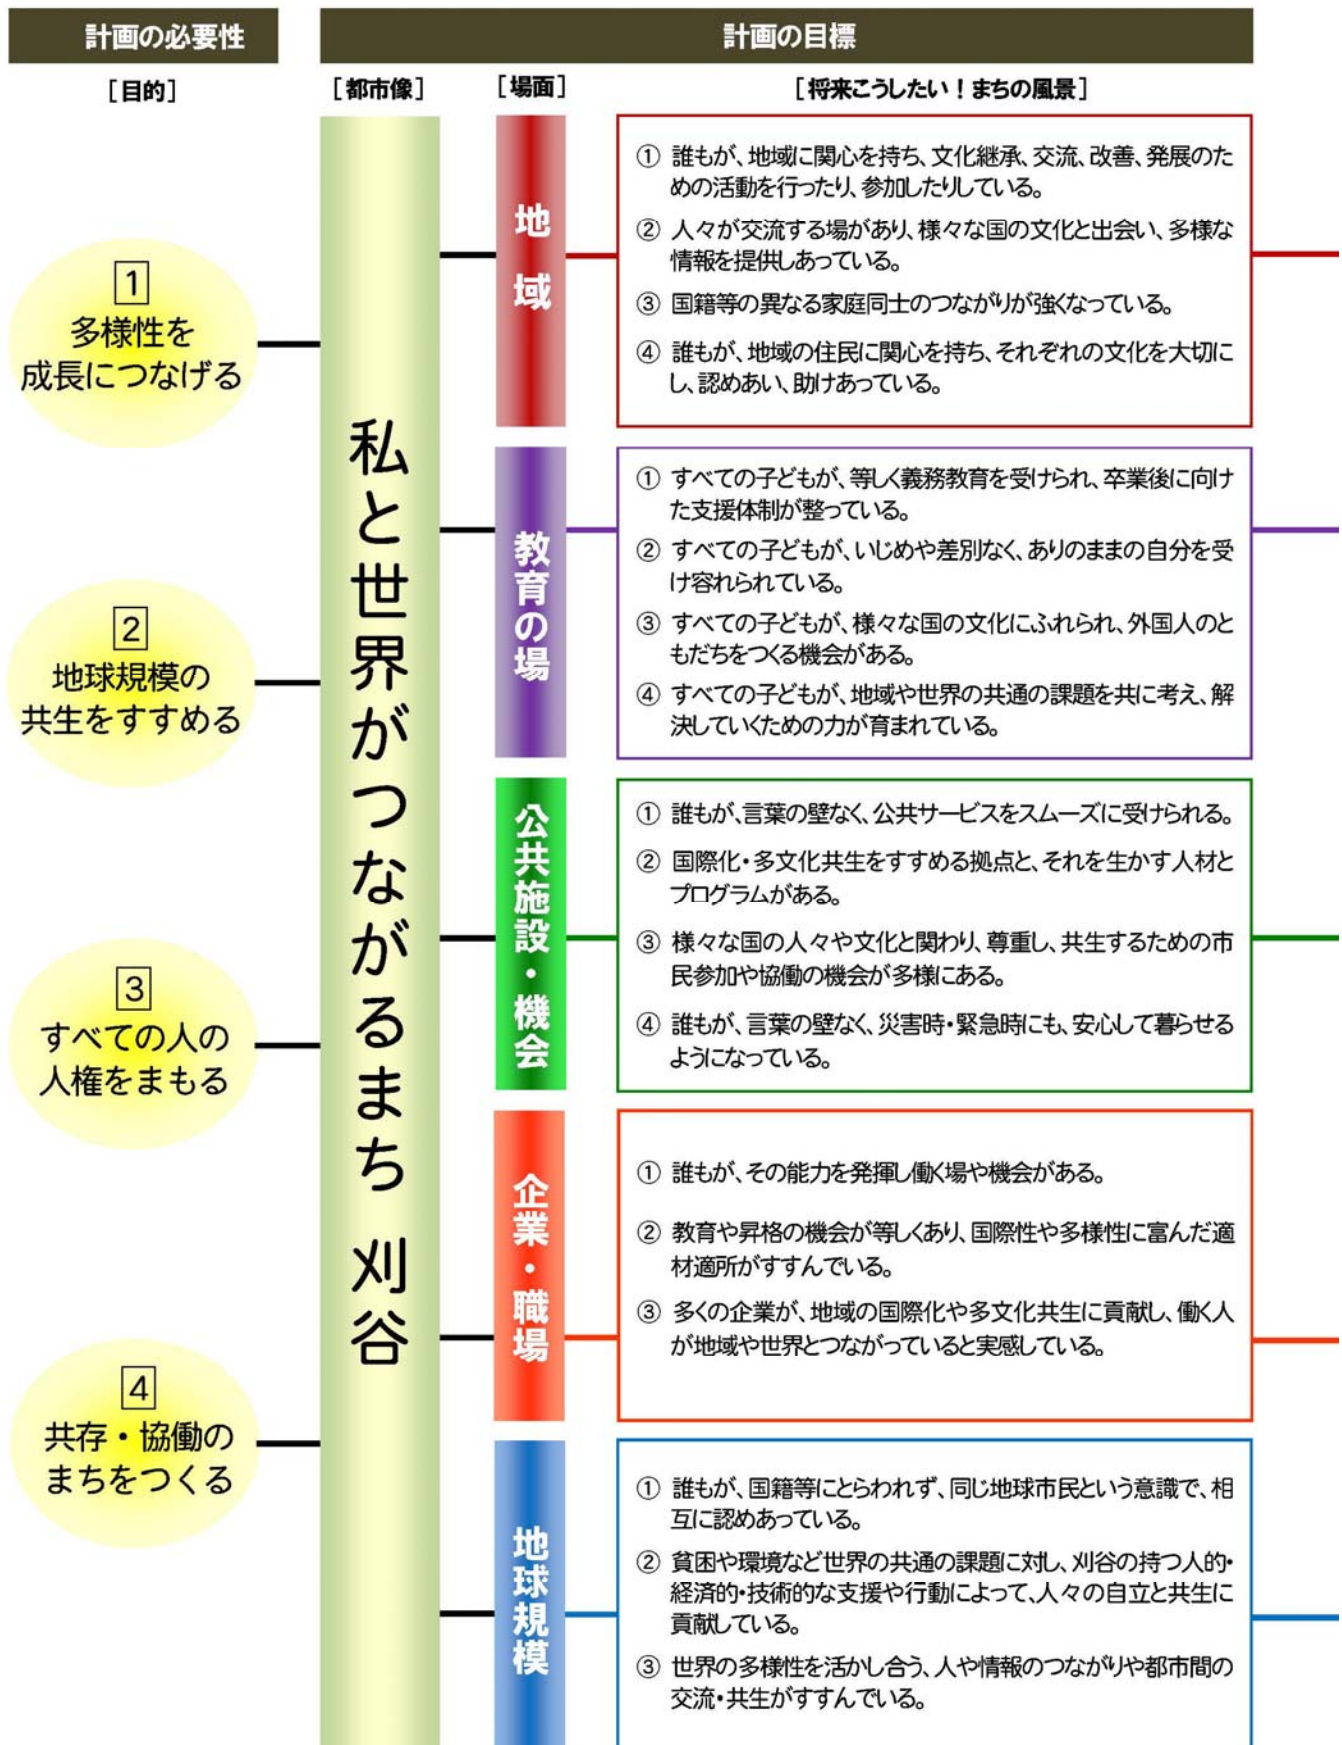 計画の必要性
計画の目標
[目的]
[都市像]
[場面]
[将来こうしたい！まちの風景]
1
多様性を
成長につなげる
2
地球規模の
共生をすすめる
3
すべての人の
人権をまもる
4
共存・協働の
まちをつくる
私と世界がつながるまち 刈谷
地域
① 誰もが、地域に関心を持ち、文化継承、交流、改善、発展のた
めの活動を行ったり、参加したりしている。
② 人々が交流する場があり、様々な国の文化と出会い、多様な
情報を提供しあっている。
③ 国籍等の異なる家庭同士のつながりが強くなっている。
④ 誰もが、地域の住民に関心を持ち、それぞれの文化を大切に
し、認めあい、助けあっている。
教育の場
① すべての子どもが、等しく義務教育を受けられ、卒業後に向け
た支援体制が整っている。
② すべての子どもが、いじめや差別なく、ありのままの自分を受
け容れられている。
③ すべての子どもが、様々な国の文化にふれられ、外国人のと
もだちをつくる機会がある。
④ すべての子どもが、地域や世界の共通の課題を共に考え、解
決していくための力が育まれている。
公共施設・機会
① 誰もが、言葉の壁なく、公共サービスをスムーズに受けられる。
② 国際化・多文化共生をすすめる拠点と、それを生かす人材と
プログラムがある。
③ 様々な国の人々や文化と関わり、尊重し、共生するための市
民参加や協働の機会が多様にある。
④ 誰もが、言葉の壁なく、災害時・緊急時にも、安心して暮らせる
ようになっている。
企業・職場
① 誰もが、その能力を発揮し働く場や機会がある。
② 教育や昇格の機会が等しくあり、国際性や多様性に富んだ適
材適所がすすんでいる。
③ 多くの企業が、地域の国際化や多文化共生に貢献し、働く人
が地域や世界とつながっていると実感している。
地球規模
① 誰もが、国籍等にとらわれず、同じ地球市民という意識で、相
互に認めあっている。
② 貧困や環境など世界の共通の課題に対し、刈谷の持つ人的・
経済的・技術的な支援や行動によって、人々の自立と共生に
貢献している。
③ 世界の多様性を活かし合う、人や情報のつながりや都市間の
交流・共生がすすんでいる。